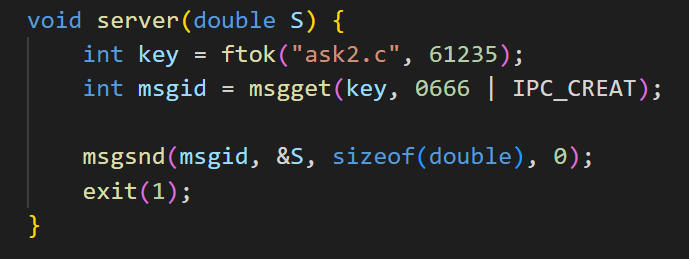 void server(double S) {
    int key = ftok("ask2.c", 61235);
    int msgid = msgget(key, 0666 | IPC_CREAT);

    msgsnd(msgid, &S, sizeof(double), 0);
    exit(1);
}